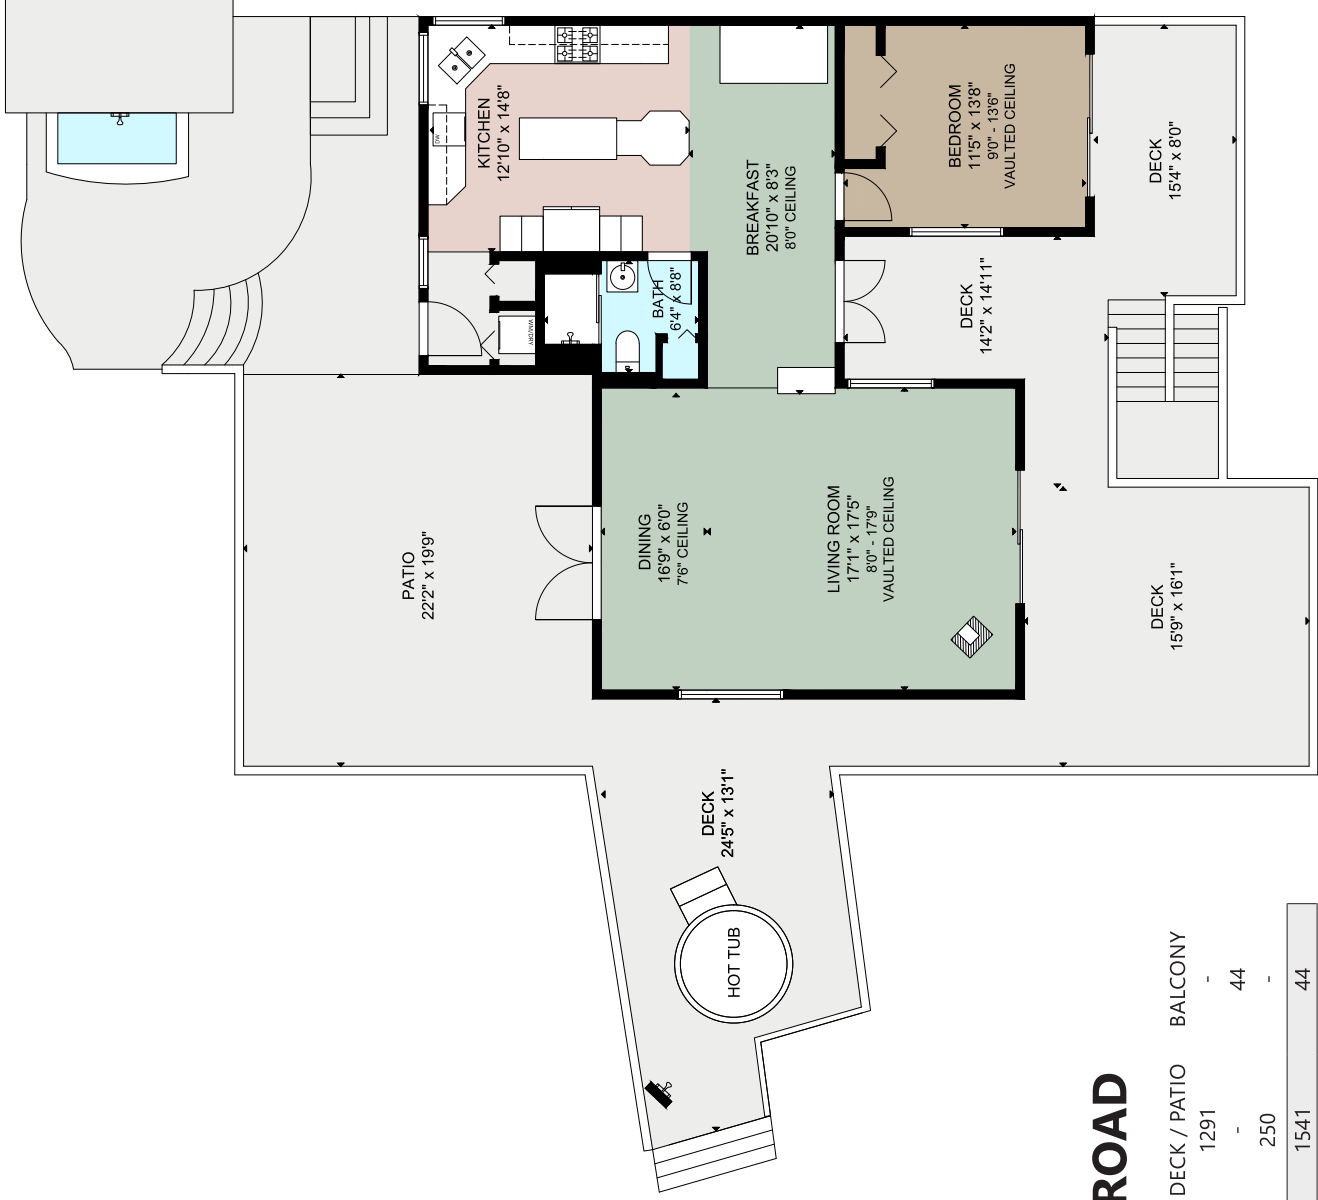 KITCHEN
12'10" x 14'8"
DW
BREAKFAST
20'10" x 8'3"
8'0" CEILING
BEDROOM
11'5" x 13'8"
9'0" - 13'6"
VAULTED CEILING
DECK
15'4" x 8'0"
BATH
6'4" x 8'8"
WAS/DRY
DECK
14'2" x 14'11"
PATIO
22'2" x 19'9"
DINING
16'9" x 6'0"
7'6" CEILING
LIVING ROOM
17'1" x 17'5"
8'0" - 17'9"
VAULTED CEILING
DECK
15'9" x 16'1"
DECK
24'5" x 13'1"
HOT TUB
ROAD
DECK / PATIO BALCONY
1291 -
- 44
250 -
1541 44